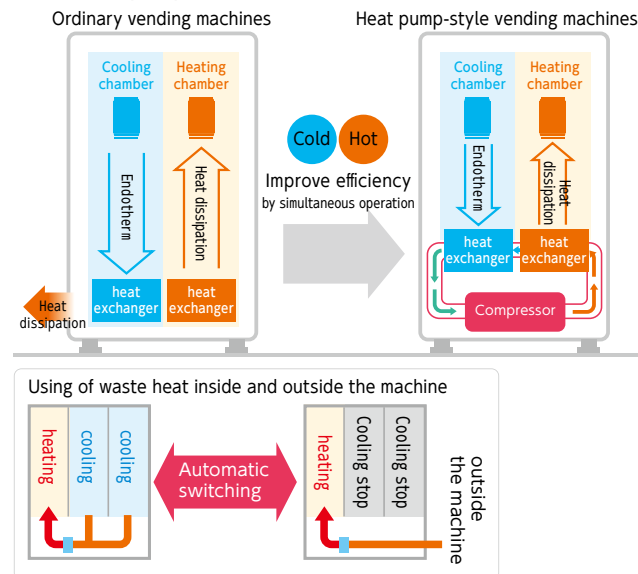 Ordinary vending machines
Cooling
chamber
Heating
chamber
Endotherm
Heat dissipation
heat
exchanger
heat
exchanger
Heat
dissipation
Cold
Hot
Improve efficiency
by simultaneous operation
Heat pump-style vending machines
Cooling
chamber
Heating
chamber
Endotherm
Heat
dissipation
heat
exchanger
heat
exchanger
Compressor
Using of waste heat inside and outside the machine
heating
cooling
cooling
Automatic
switching
heating
Cooling stop
Cooling stop
outside
the machine